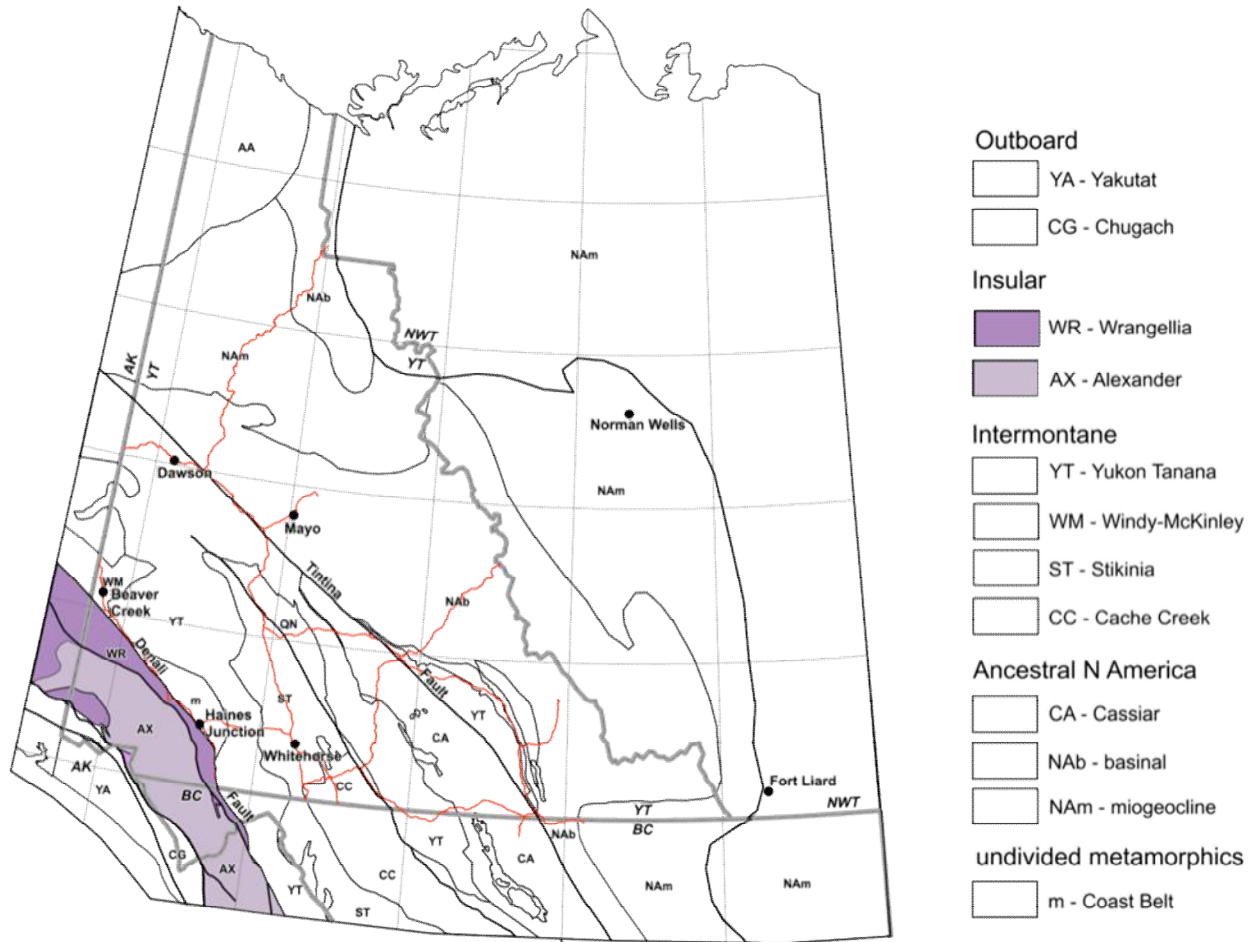 AA
NAm
NAb
NWT
YT
NAm
AK
YT
Norman Wells
Dawson
NAm
Mayo
Tintina
Fault
WM
Beaver
Creek
NAb
YT
QN
WR
Denali
Fault
m
ST
YT
Haines
Junction
AX
CA
Whitehorse
AK
CC
Fort Liard
YA
BC
YT
BC
NWT
NAb
YT
CG
CA
AX
CC
NAm
NAm
YT
ST
Outboard
YA - Yakutat
CG - Chugach
Insular
WR - Wrangellia
AX - Alexander
Intermontane
YT - Yukon Tanana
WM - Windy-McKinley
ST - Stikinia
CC - Cache Creek
Ancestral N America
CA - Cassiar
NAb - basinal
NAm - miogeocline
undivided metamorphics
m - Coast Belt